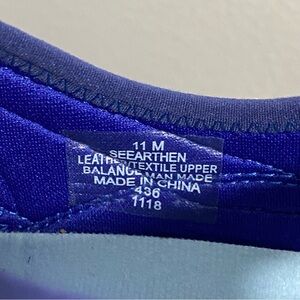 11 M
SEEARTHEN
LEATHER/TEXTILE UPPER
BALANCE MAN MADE
MADE IN CHINA
436
1118